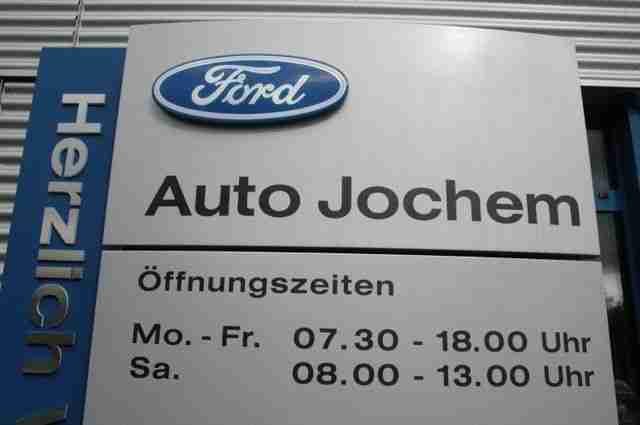 Ford
Auto Jochem
Öffnungszeiten
Mo. - Fr. 07.30 - 18.00 Uhr
Sa. 08.00 - 13.00 Uhr
Herzlich